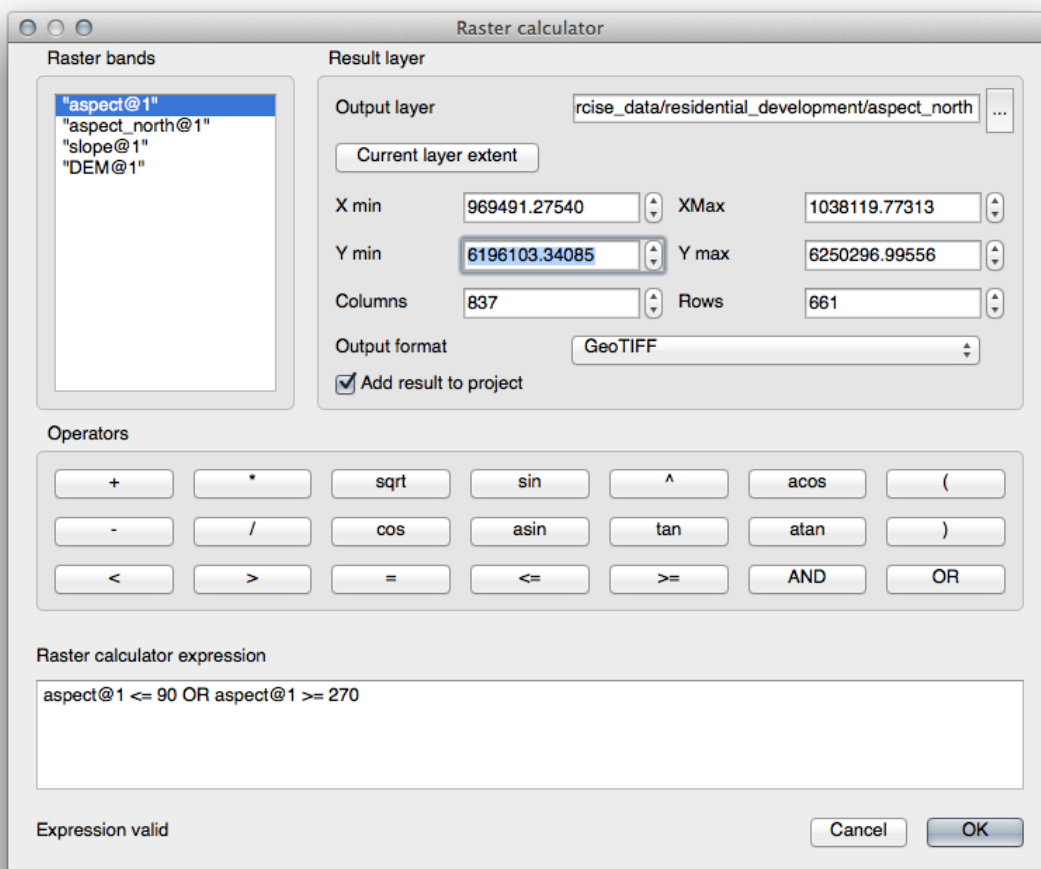 Raster calculator
Raster bands
"aspect@1"
"aspect_north@1"
"slope@1"
"DEM@1"
Result layer
Output layer rcise_data/residential_development/aspect_north ...
Current layer extent
X min 969491.27540 XMax 1038119.77313
Y min 6196103.34085 Y max 6250296.99556
Columns 837 Rows 661
Output format GeoTIFF
Add result to project
Operators
+ * sqrt sin ^ acos (
- / cos asin tan atan )
< > = <= >= AND OR
Raster calculator expression
aspect@1 <= 90 OR aspect@1 >= 270
Expression valid
Cancel OK